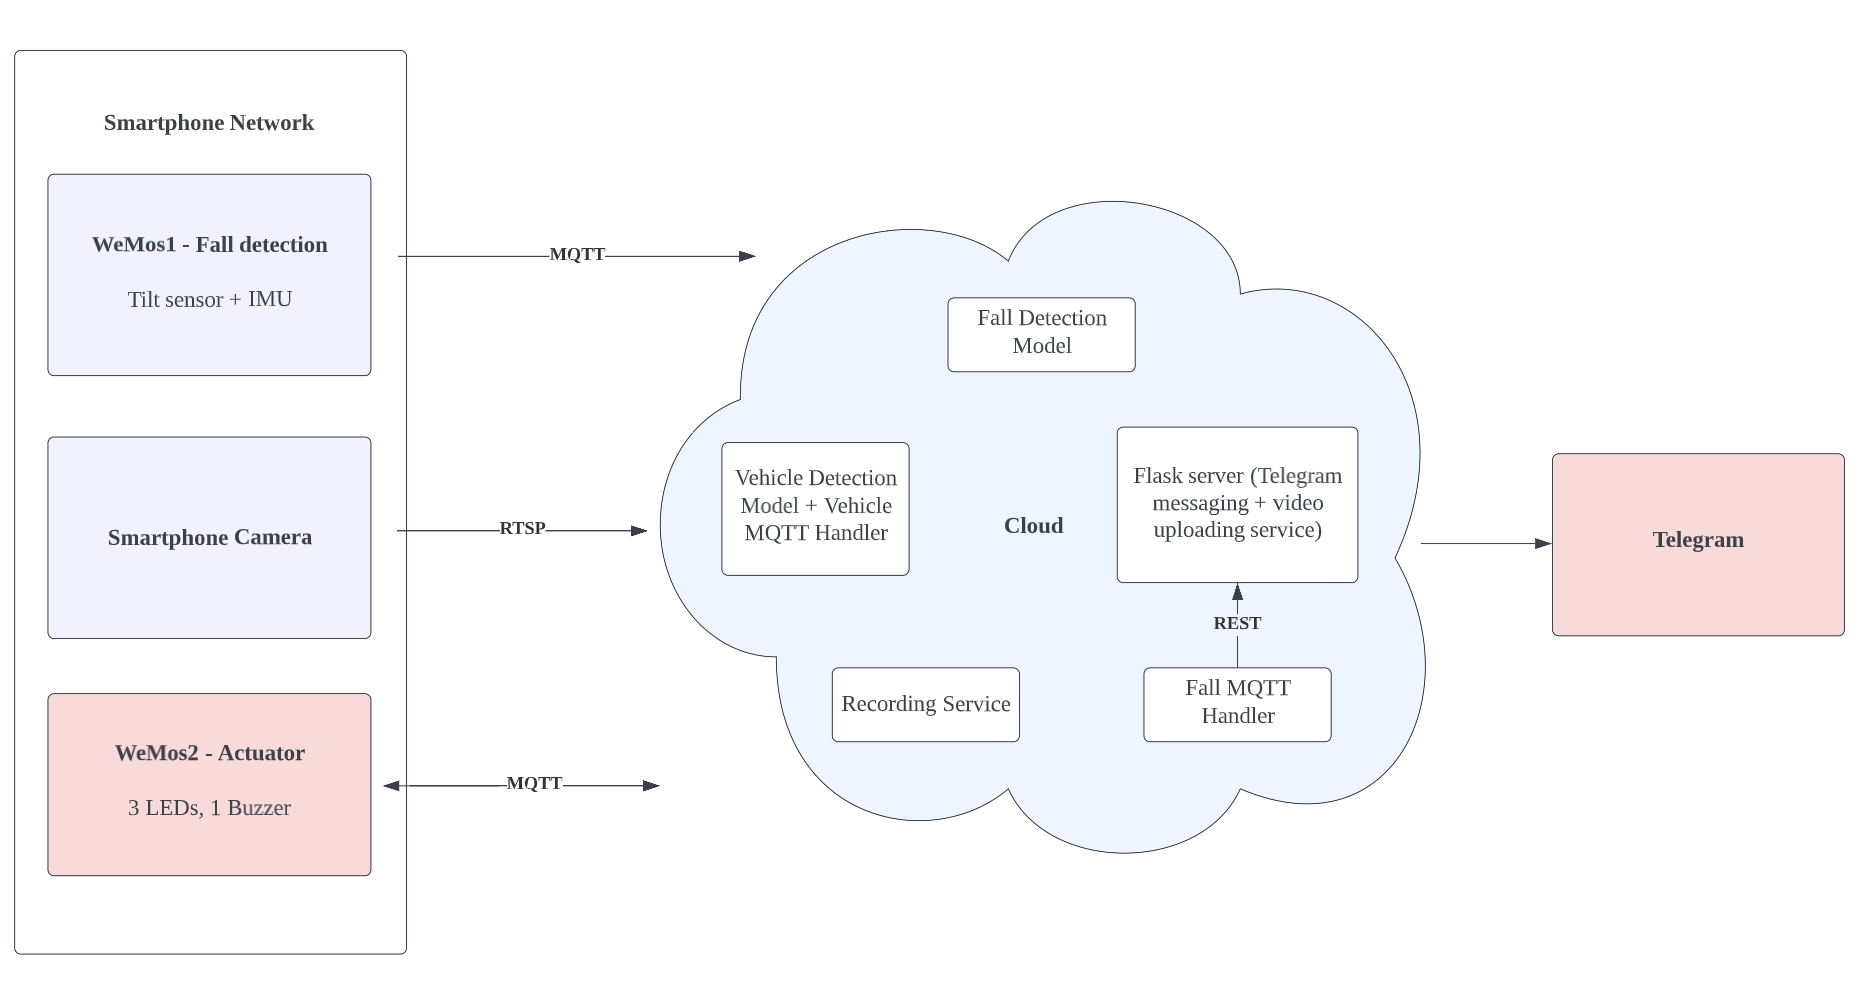 Smartphone Network
WeMos1 - Fall detection
Tilt sensor + IMU
Smartphone Camera
WeMos2 - Actuator
3 LEDs, 1 Buzzer
MQTT
RTSP
MQTT
Fall Detection
Model
Vehicle Detection
Model + Vehicle
MQTT Handler
Cloud
Flask server (Telegram
messaging + video
uploading service)
REST
Recording Service
Fall MQTT
Handler
Telegram